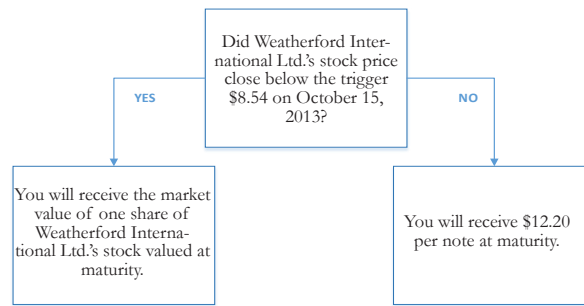 Did Weatherford Inter-
national Ltd.'s stock price
close below the trigger
$8.54 on October 15,
2013?
YES
NO
You will receive the market
value of one share of
Weatherford Interna-
tional Ltd.'s stock valued at
maturity.
You will receive $12.20
per note at maturity.